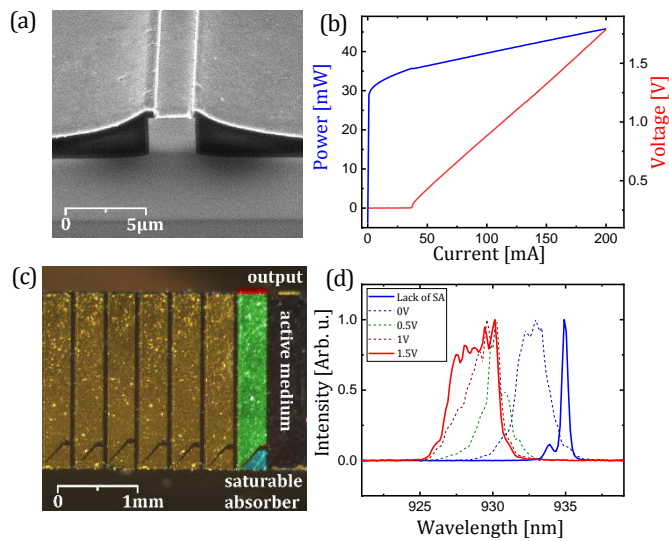 (a)
0
5μm
(b)
Power [mW]
40
30
20
10
0
Voltage [V]
1.5
1.0
0.5
0
50
100
150
200
Current [mA]
(c)
output
active medium
0
1mm
saturable
absorber
(d)
Lack of SA
0V
0.5V
1V
1.5V
Intensity [Arb. u.]
1.0
0.5
0.0
925
930
935
Wavelength [nm]